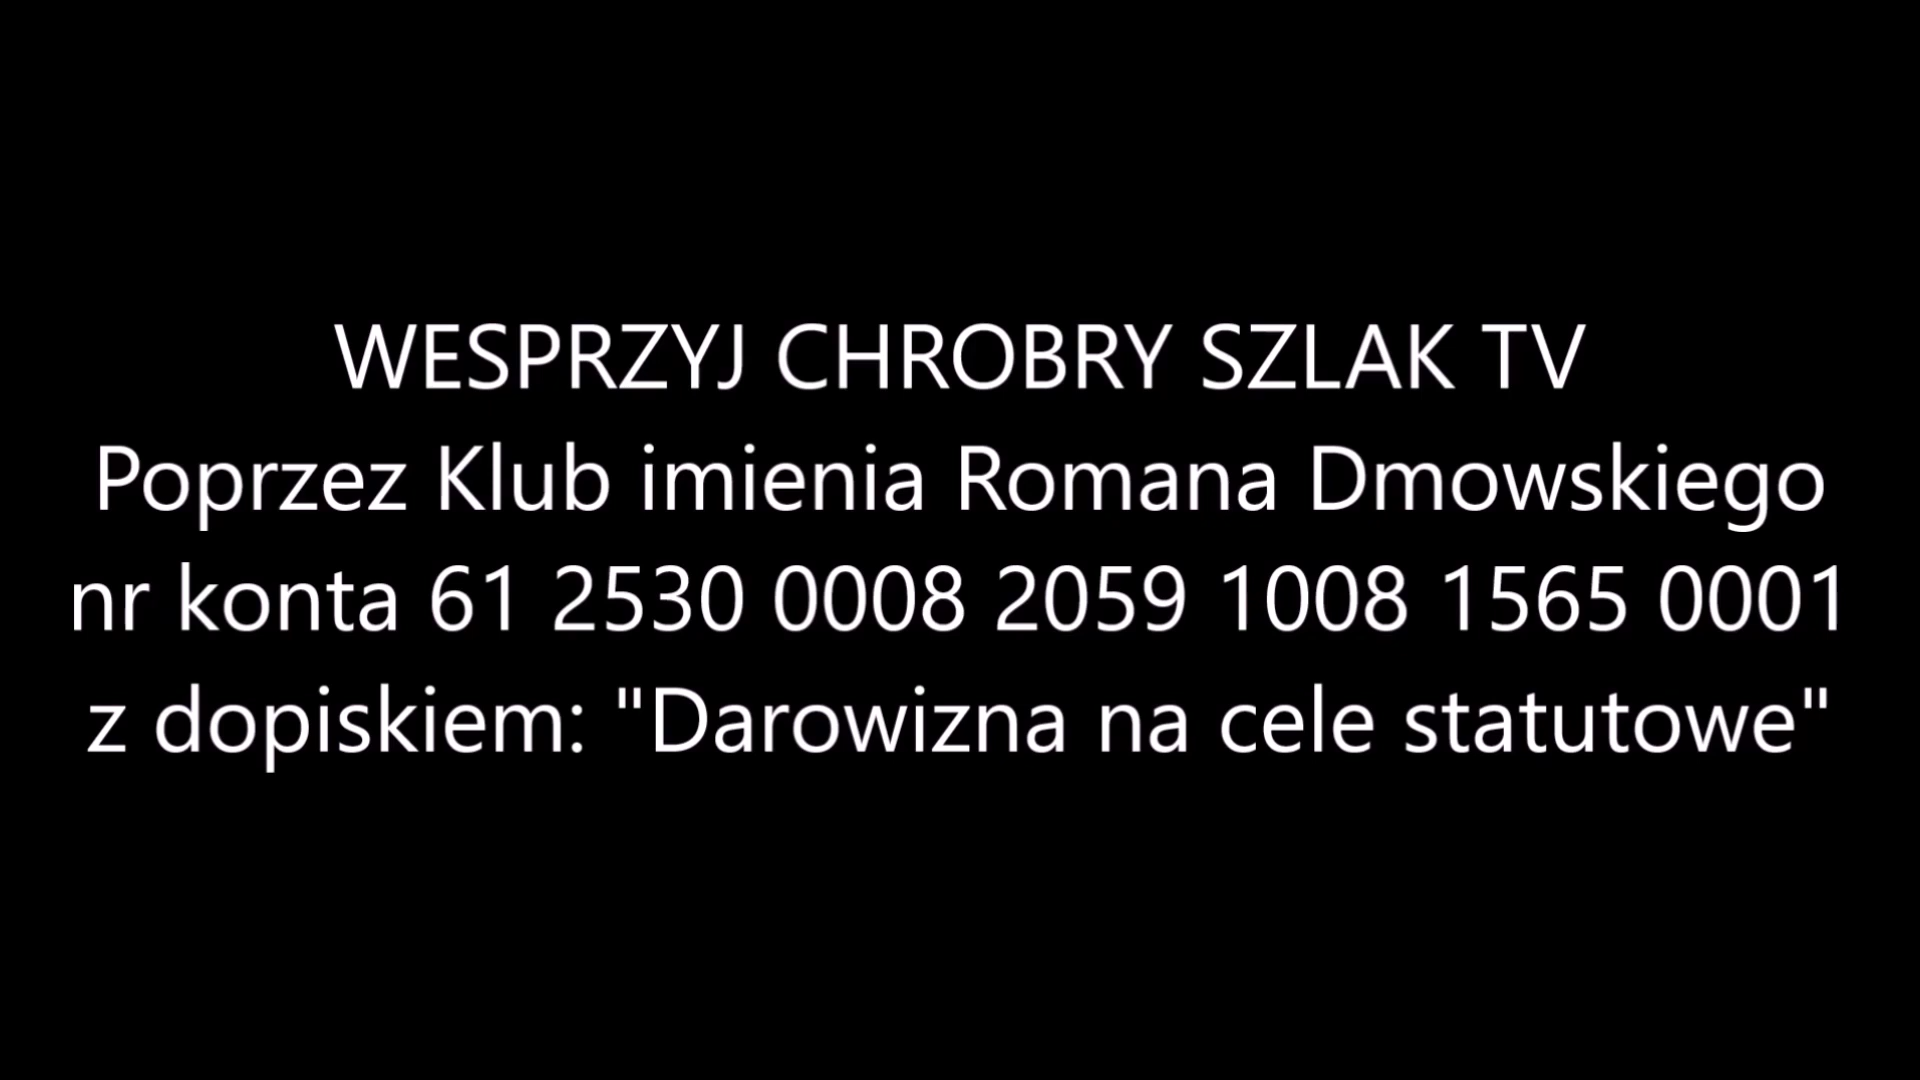 WESPRZYJ CHROBRY SZLAK TV
Poprzez Klub imienia Romana Dmowskiego
nr konta 61 2530 0008 2059 1008 1565 0001
z dopiskiem: "Darowizna na cele statutowe"